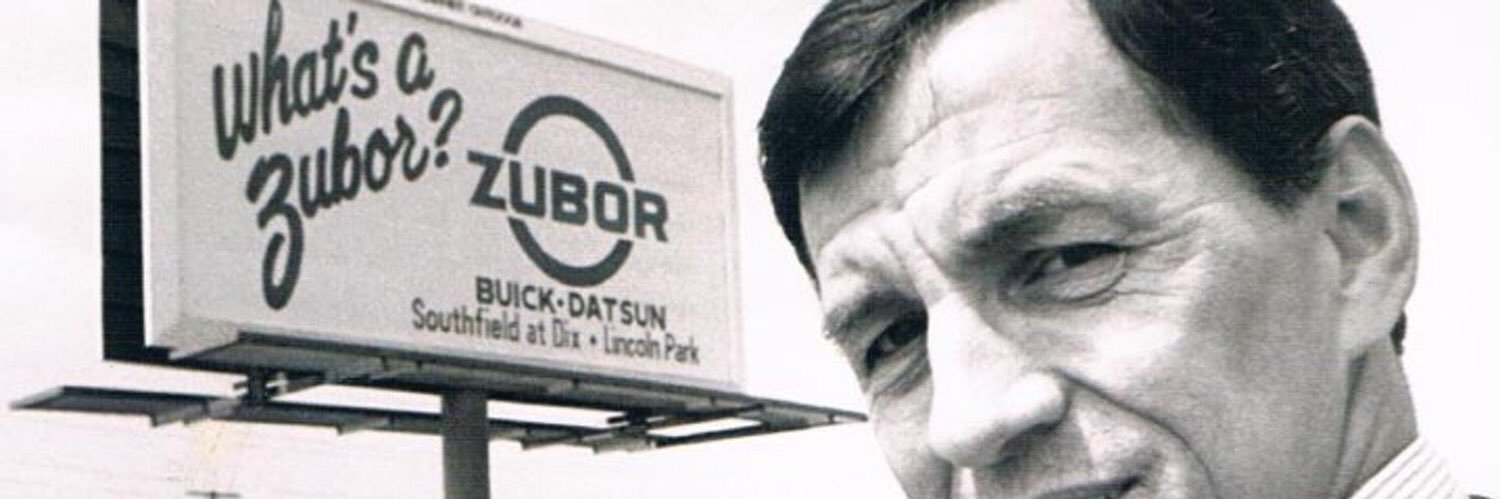 What's a
zubor?
ZUBOR
BUICK•DATSUN
Southfield at Dix • Lincoln Park